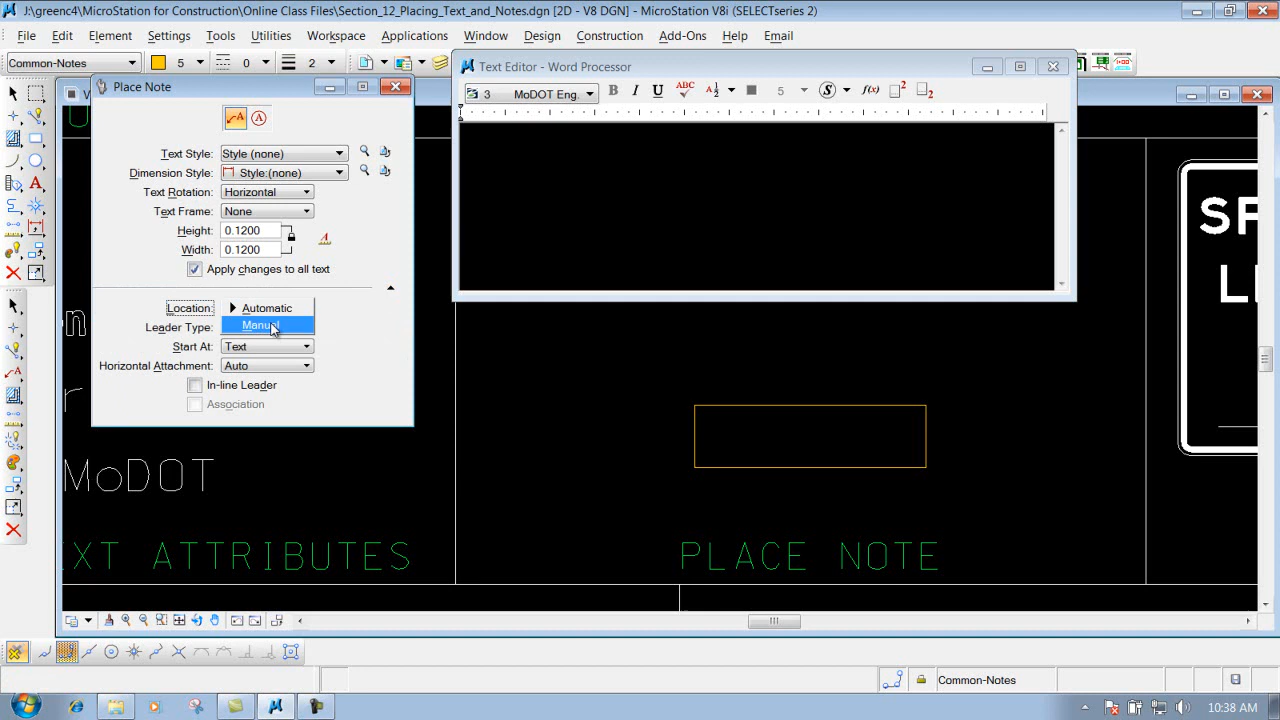 J:\greenc4\MicroStation for Construction\Online Class Files\Section_12_Placing_Text_and_Notes.dgn [2D - V8 DGN] - MicroStation V8i (SELECTseries 2)
File Edit Element Settings Tools Utilities Workspace Applications Window Design Construction Add-Ons Help Email
Common-Notes 5 0 2
Text Editor - Word Processor
Place Note
3 MoDOT Eng. B I U ABC 5 f(x)
Text Style: Style (none)
Dimension Style: Style:(none)
Text Rotation: Horizontal
Text Frame: None
Height: 0.1200
Width: 0.1200
Apply changes to all text
Location: Automatic
Manual
Leader Type:
Start At: Text
Horizontal Attachment: Auto
In-line Leader
Association
MoDOT
EXT ATTRIBUTES
PLACE NOTE
Common-Notes
10:38 AM